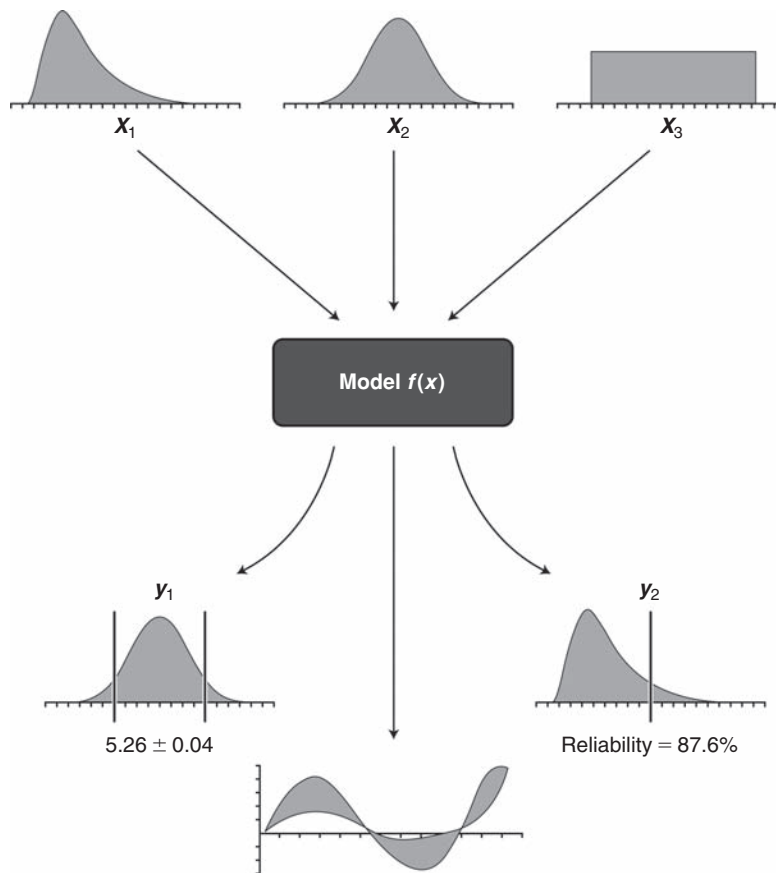 X₁
X₂
X₃
Model f(x)
y₁
y₂
5.26 ± 0.04
Reliability = 87.6%